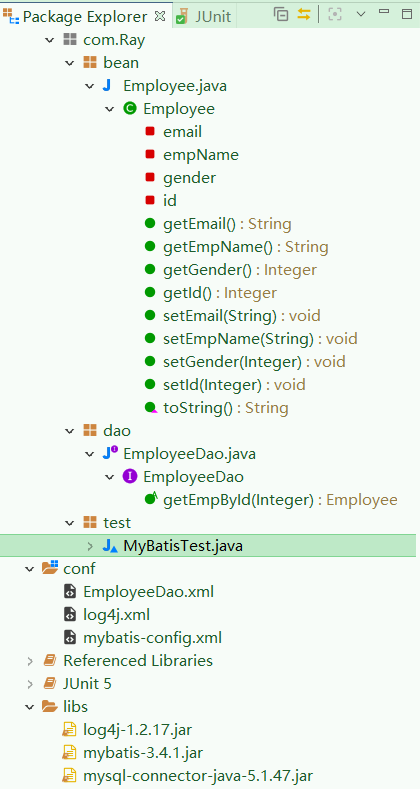 Package Explorer JUnit
com.Ray
bean
Employee.java
Employee
email
empName
gender
id
getEmail() : String
getEmpName() : String
getGender() : Integer
getId() : Integer
setEmail(String) : void
setEmpName(String) : void
setGender(Integer) : void
setId(Integer) : void
toString() : String
dao
EmployeeDao.java
EmployeeDao
getEmpById(Integer) : Employee
test
MyBatisTest.java
conf
EmployeeDao.xml
log4j.xml
mybatis-config.xml
Referenced Libraries
JUnit 5
libs
log4j-1.2.17.jar
mybatis-3.4.1.jar
mysql-connector-java-5.1.47.jar